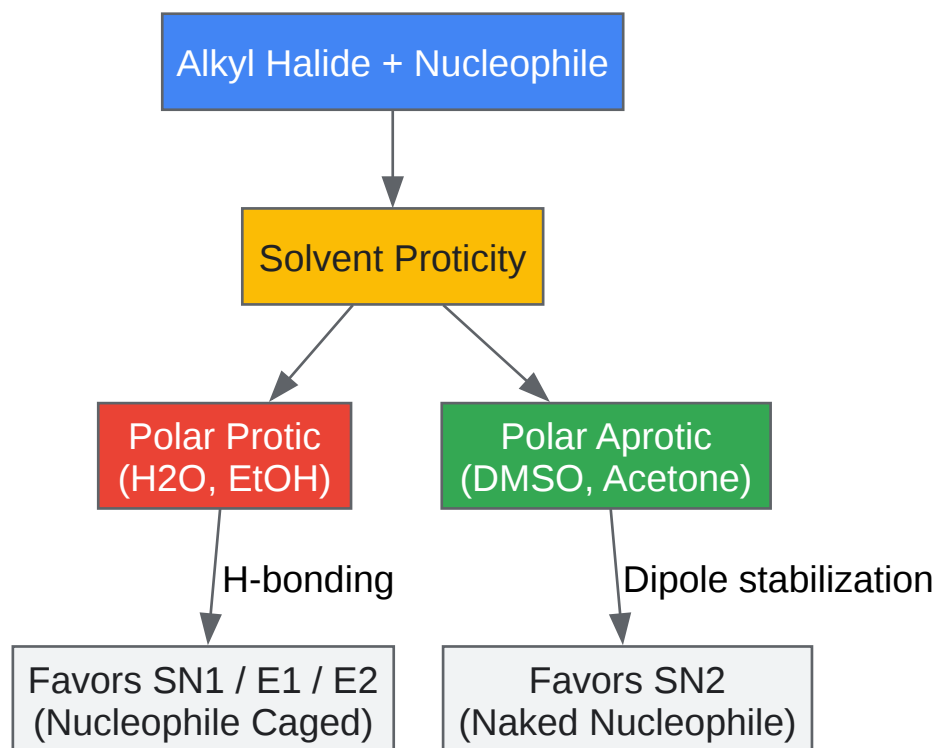 Alkyl Halide + Nucleophile
Solvent Proticity
Polar Protic
(H2O, EtOH)
Polar Aprotic
(DMSO, Acetone)
H-bonding
Dipole stabilization
Favors SN1 / E1 / E2
(Nucleophile Caged)
Favors SN2
(Naked Nucleophile)